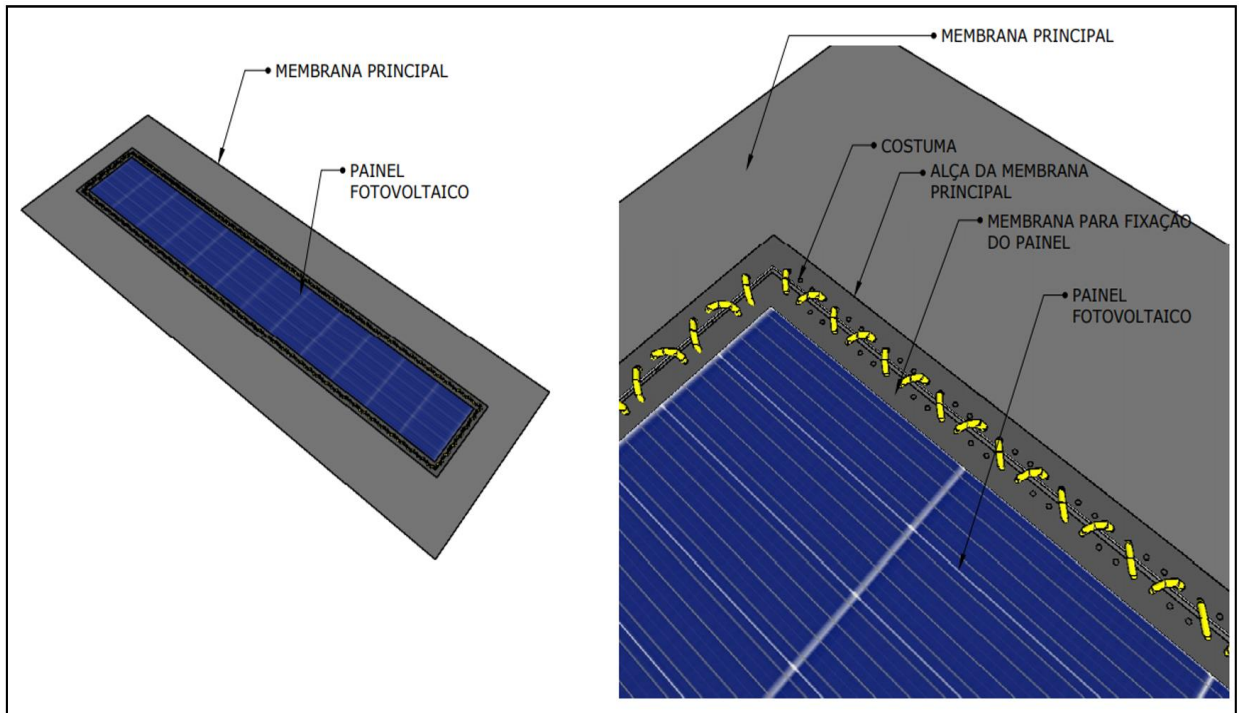 MEMBRANA PRINCIPAL
PAINEL
FOTOVOLTAICO
MEMBRANA PRINCIPAL
COSTUMA
ALÇA DA MEMBRANA
PRINCIPAL
MEMBRANA PARA FIXAÇÃO
DO PAINEL
PAINEL
FOTOVOLTAICO